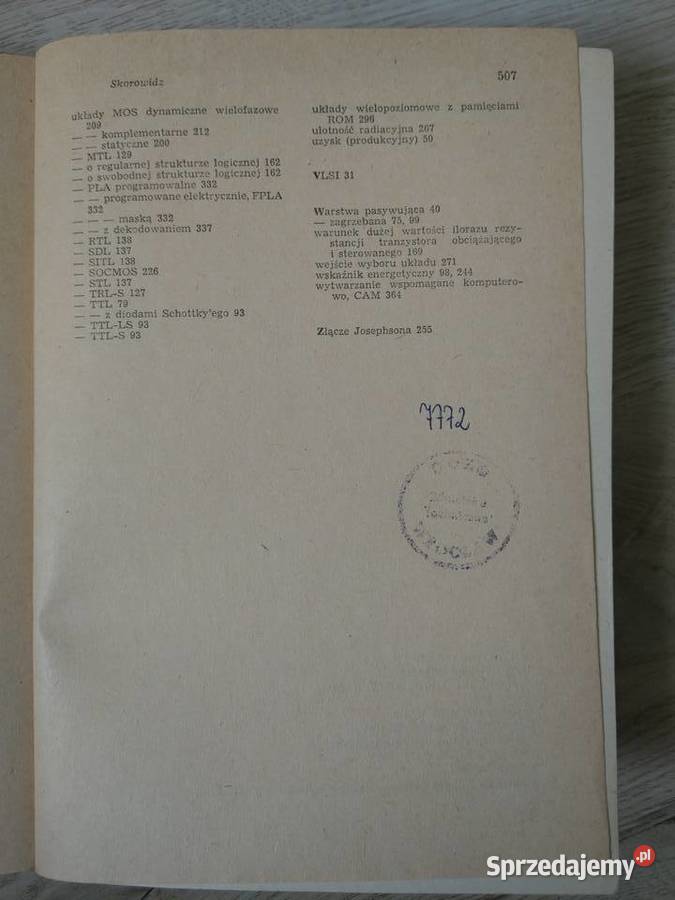 Skorowidz
507
układy MOS dynamiczne wielofazowe
209
— — komplementarne 212
— — statyczne 200
— MTL 129
— o regularnej strukturze logicznej 162
— o swobodnej strukturze logicznej 162
— PLA programowalne 332
— — programowane elektrycznie, FPLA
332
— — — maską 332
— — z dekodowaniem 337
— RTL 138
— SDL 137
— SITL 138
— SOCMOS 226
— STL 137
— TRL-S 127
— TTL 79
— — z diodami Schottky'ego 93
— TTL-LS 93
— TTL-S 93
układy wielopoziomowe z pamięciami
ROM 296
ulotność radiacyjna 267
uzysk (produkcyjny) 50
VLSI 31
Warstwa pasywująca 40
— zagrzebana 75, 99
warunek dużej wartości ilorazu rezy-
stancji tranzystora obciążającego
i sterowanego 169
wejście wyboru układu 271
wskaźnik energetyczny 98, 244
wytwarzanie wspomagane komputero-
wo, CAM 364
Złącze Josephsona 255
7772
WROCŁAW
Sprzedajemy.pl